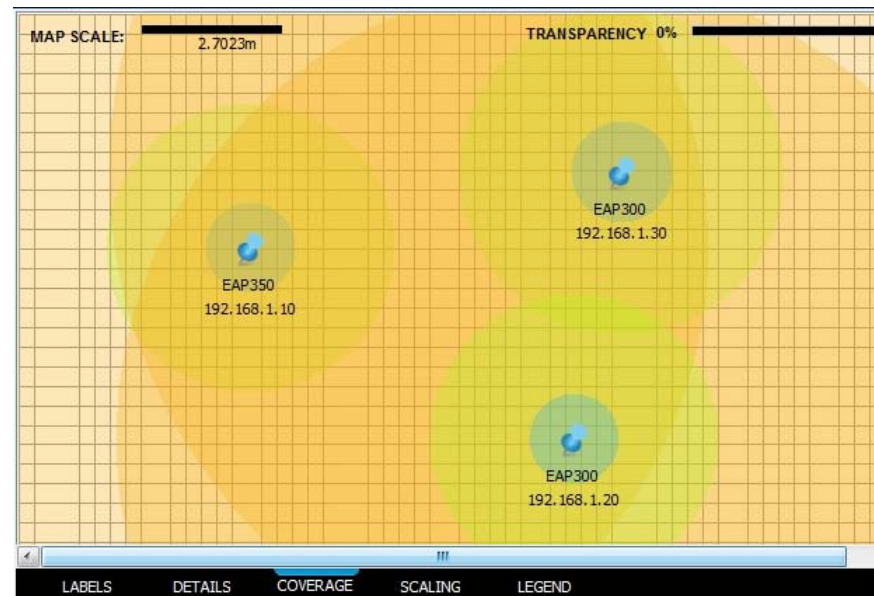 MAP SCALE:
2.7023m
TRANSPARENCY 0%
EAP300
192.168.1.30
EAP350
192.168.1.10
EAP300
192.168.1.20
LABELS DETAILS COVERAGE SCALING LEGEND